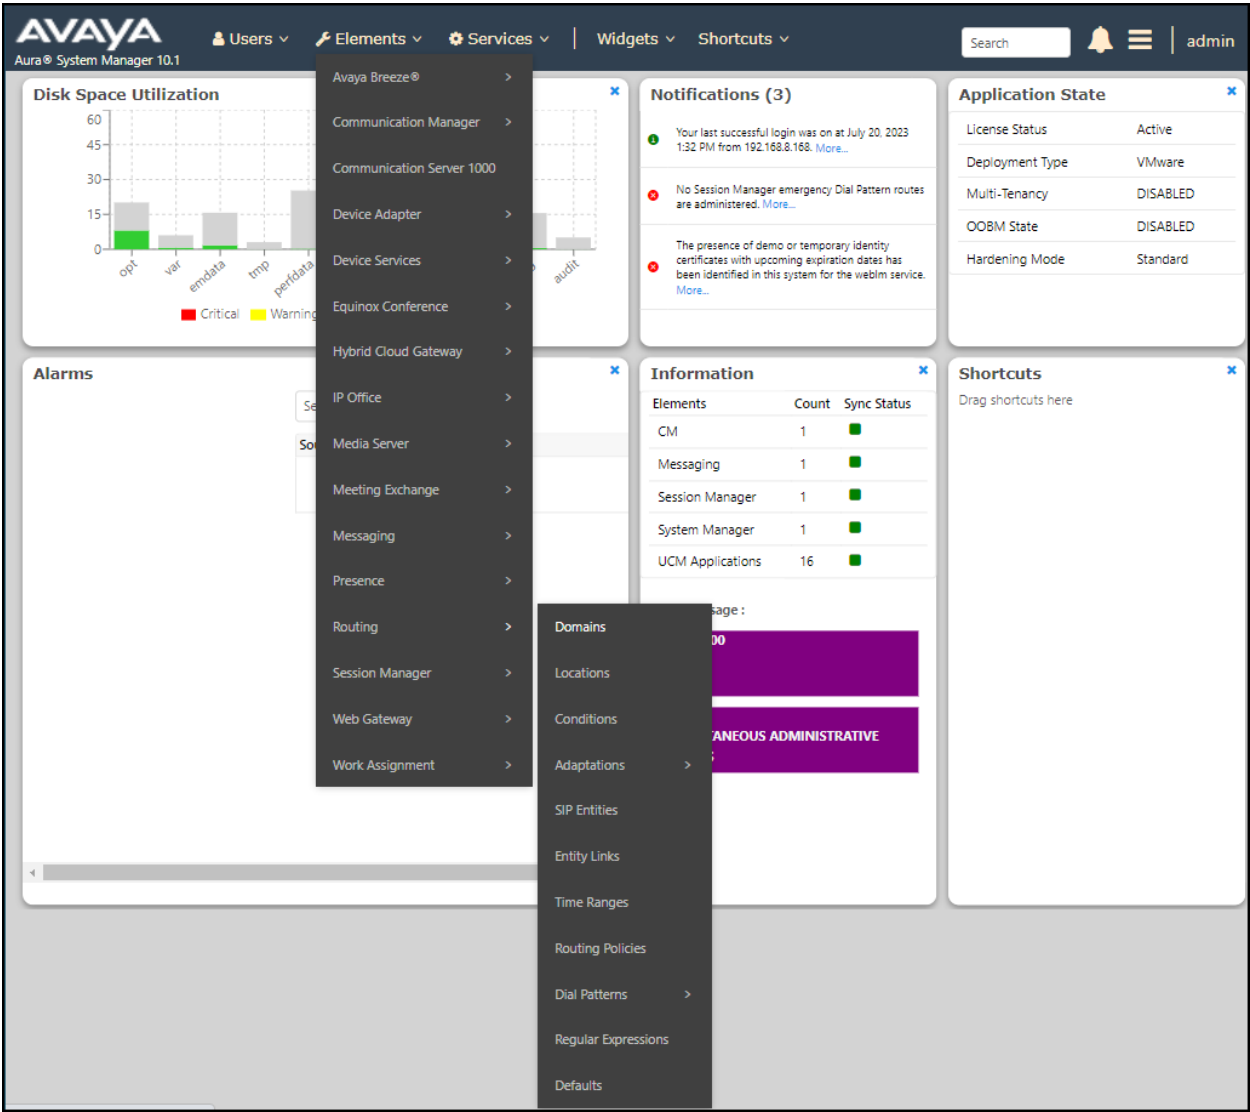 AVAYA
Aura® System Manager 10.1
Users
Elements
Services
Widgets
Shortcuts
Search
admin
Avaya Breeze®
Communication Manager
Communication Server 1000
Device Adapter
Device Services
Equinox Conference
Hybrid Cloud Gateway
IP Office
Media Server
Meeting Exchange
Messaging
Presence
Routing
Session Manager
Web Gateway
Work Assignment
Domains
Locations
Conditions
Adaptations
SIP Entities
Entity Links
Time Ranges
Routing Policies
Dial Patterns
Regular Expressions
Defaults
Disk Space Utilization
60
45
30
15
0
opt
var
emdata
tmp
perfdata
audit
Critical
Warning
Notifications (3)
Your last successful login was on at July 20, 2023
1:32 PM from 192.168.8.168. More...
No Session Manager emergency Dial Pattern routes
are administered. More...
The presence of demo or temporary identity
certificates with upcoming expiration dates has
been identified in this system for the weblm service.
More...
Application State
License Status Active
Deployment Type VMware
Multi-Tenancy DISABLED
OOBM State DISABLED
Hardening Mode Standard
Alarms
Information
Elements Count Sync Status
CM 1
Messaging 1
Session Manager 1
System Manager 1
UCM Applications 16
sage :
00
ANEOUS ADMINISTRATIVE
Shortcuts
Drag shortcuts here